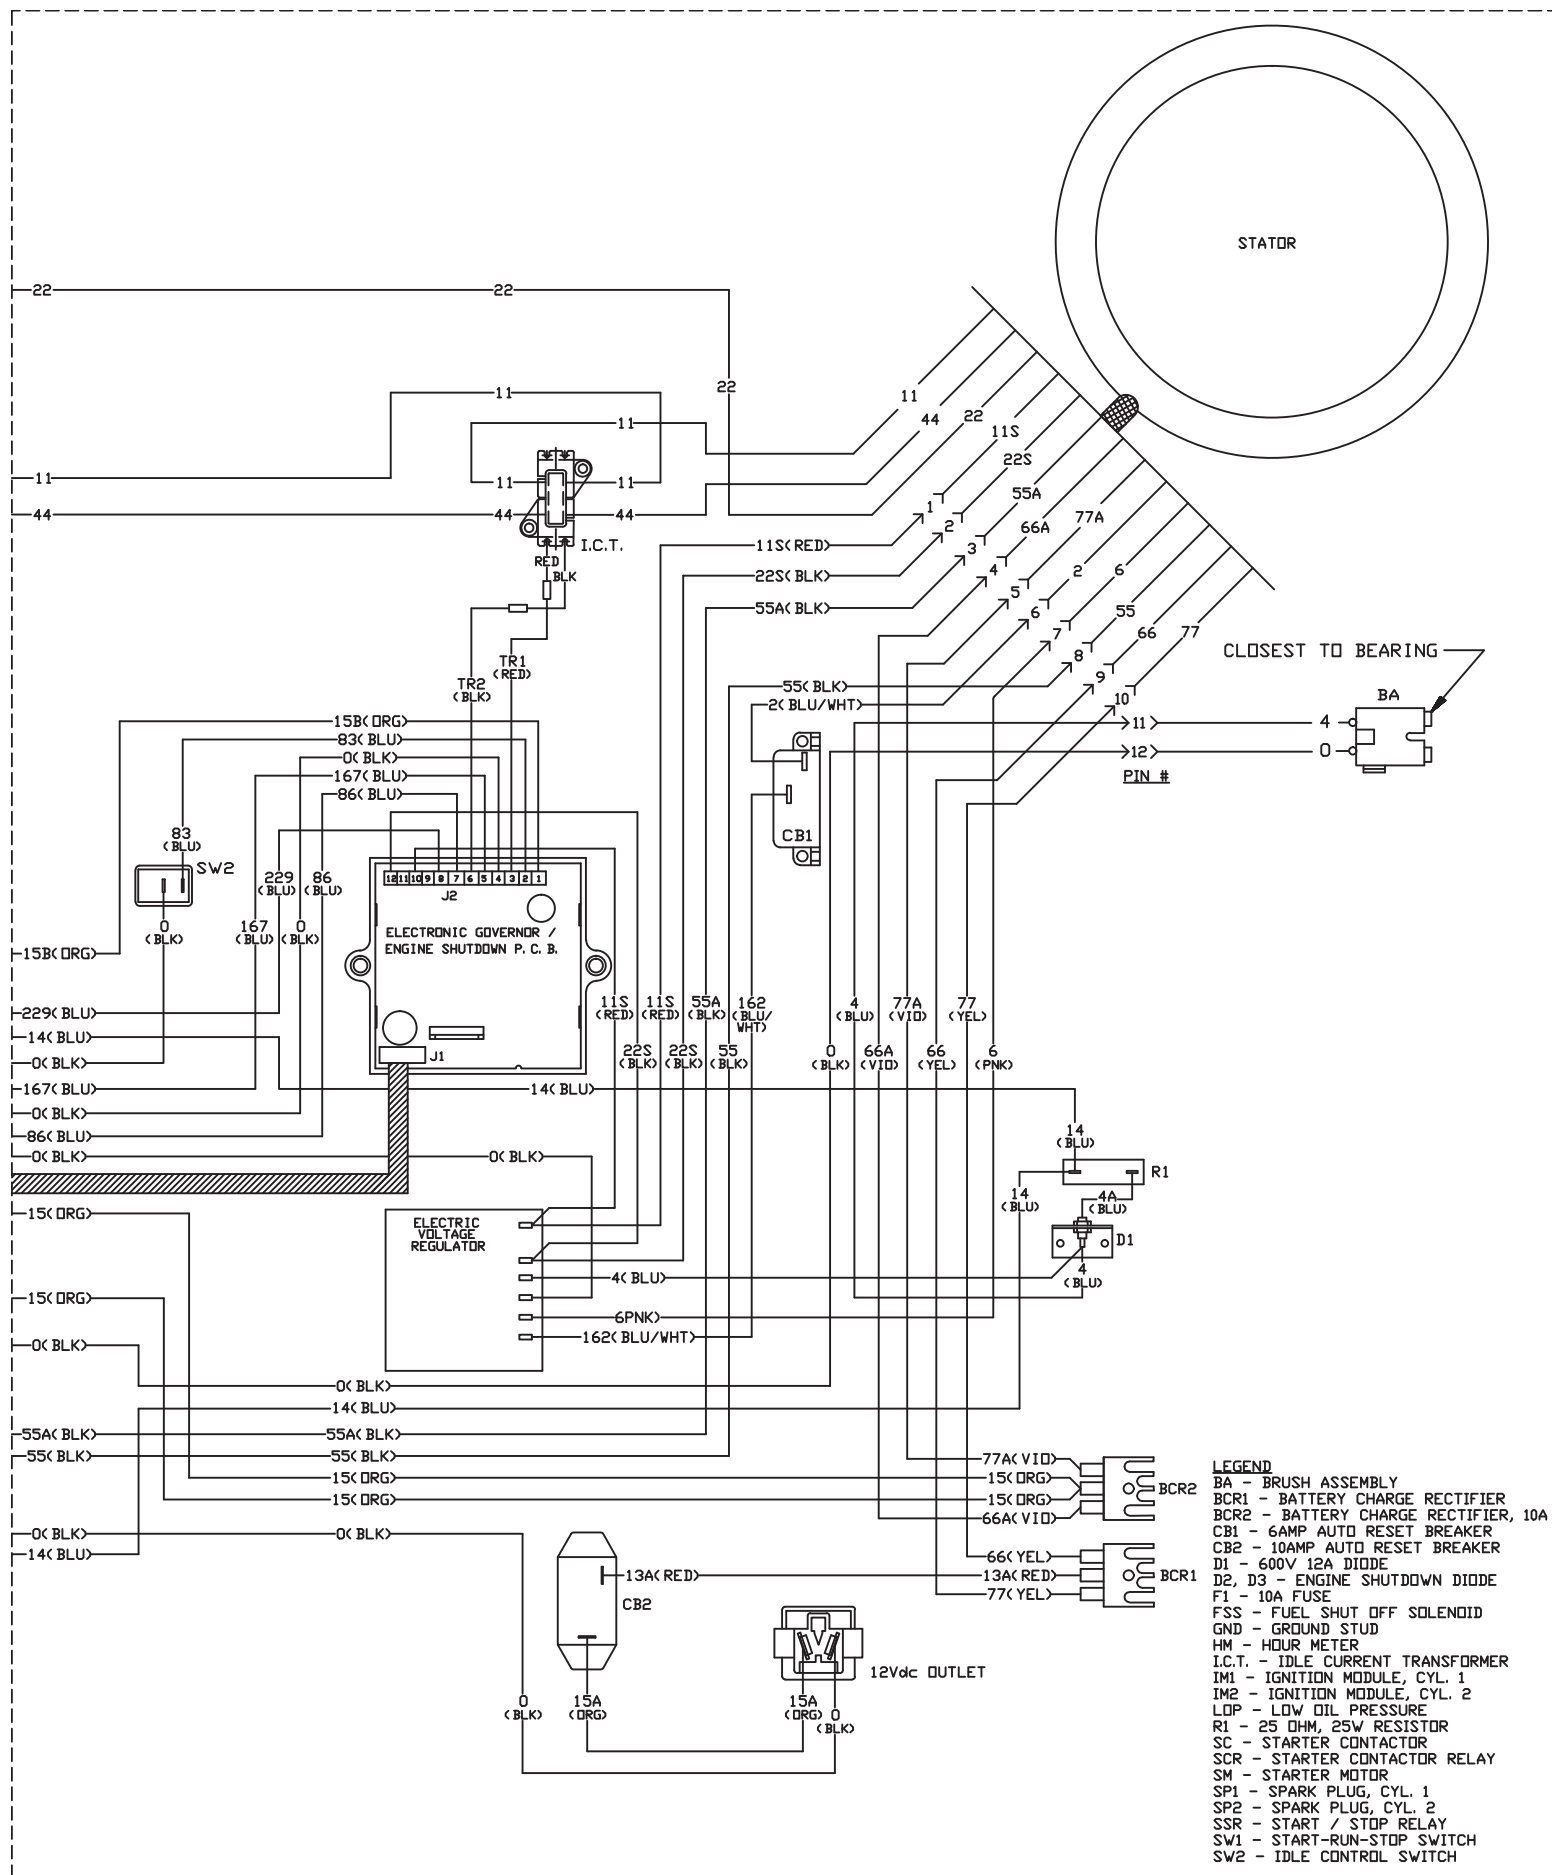 STATOR
22
22
22
11
11
11
44
22
11S
22S
55A
66A
77A
2
6
55
66
77
11
11
11
44
44
44
1
2
3
4
5
6
7
8
9
10
I.C.T.
RED
BLK
11S(RED)
22S(BLK)
55A(BLK)
TR1
(RED)
TR2
(BLK)
55(BLK)
2(BLU/WHT)
CLOSEST TO BEARING
BA
11
4
12
0
PIN #
15B(ORG)
83(BLU)
0(BLK)
167(BLU)
86(BLU)
CB1
83
(BLU)
SW2
229
(BLU)
86
(BLU)
12 11 10 9 8 7 6 5 4 3 2 1
J2
0
(BLK)
167
(BLU)
0
(BLK)
ELECTRONIC GOVERNOR /
ENGINE SHUTDOWN P. C. B.
15B(ORG)
229(BLU)
14(BLU)
0(BLK)
167(BLU)
0(BLK)
86(BLU)
0(BLK)
J1
11S
(RED)
11S
(RED)
55A
(BLK)
162
(BLU/
WHT)
4
(BLU)
77A
(VIO)
77
(YEL)
22S
(BLK)
22S
(BLK)
55
(BLK)
0
(BLK)
66A
(VIO)
66
(YEL)
6
(PNK)
14(BLU)
0(BLK)
14
(BLU)
R1
14
(BLU)
4A
(BLU)
D1
4
(BLU)
15(ORG)
ELECTRIC
VOLTAGE
REGULATOR
4(BLU)
6PNK)
162(BLU/WHT)
15(ORG)
0(BLK)
0(BLK)
14(BLU)
55A(BLK)
55A(BLK)
55(BLK)
55(BLK)
15(ORG)
15(ORG)
77A(VIO)
15(ORG)
15(ORG)
66A(VIO)
BCR2
0(BLK)
0(BLK)
14(BLU)
66(YEL)
13A(RED)
13A(RED)
77(YEL)
BCR1
CB2
12Vdc OUTLET
0
(BLK)
15A
(ORG)
15A
(ORG)
0
(BLK)
LEGEND
BA - BRUSH ASSEMBLY
BCR1 - BATTERY CHARGE RECTIFIER
BCR2 - BATTERY CHARGE RECTIFIER, 10A
CB1 - 6AMP AUTO RESET BREAKER
CB2 - 10AMP AUTO RESET BREAKER
D1 - 600V 12A DIODE
D2, D3 - ENGINE SHUTDOWN DIODE
F1 - 10A FUSE
FSS - FUEL SHUT OFF SOLENOID
GND - GROUND STUD
HM - HOUR METER
I.C.T. - IDLE CURRENT TRANSFORMER
IM1 - IGNITION MODULE, CYL. 1
IM2 - IGNITION MODULE, CYL. 2
LOP - LOW OIL PRESSURE
R1 - 25 OHM, 25W RESISTOR
SC - STARTER CONTACTOR
SCR - STARTER CONTACTOR RELAY
SM - STARTER MOTOR
SP1 - SPARK PLUG, CYL. 1
SP2 - SPARK PLUG, CYL. 2
SSR - START / STOP RELAY
SW1 - START-RUN-STOP SWITCH
SW2 - IDLE CONTROL SWITCH